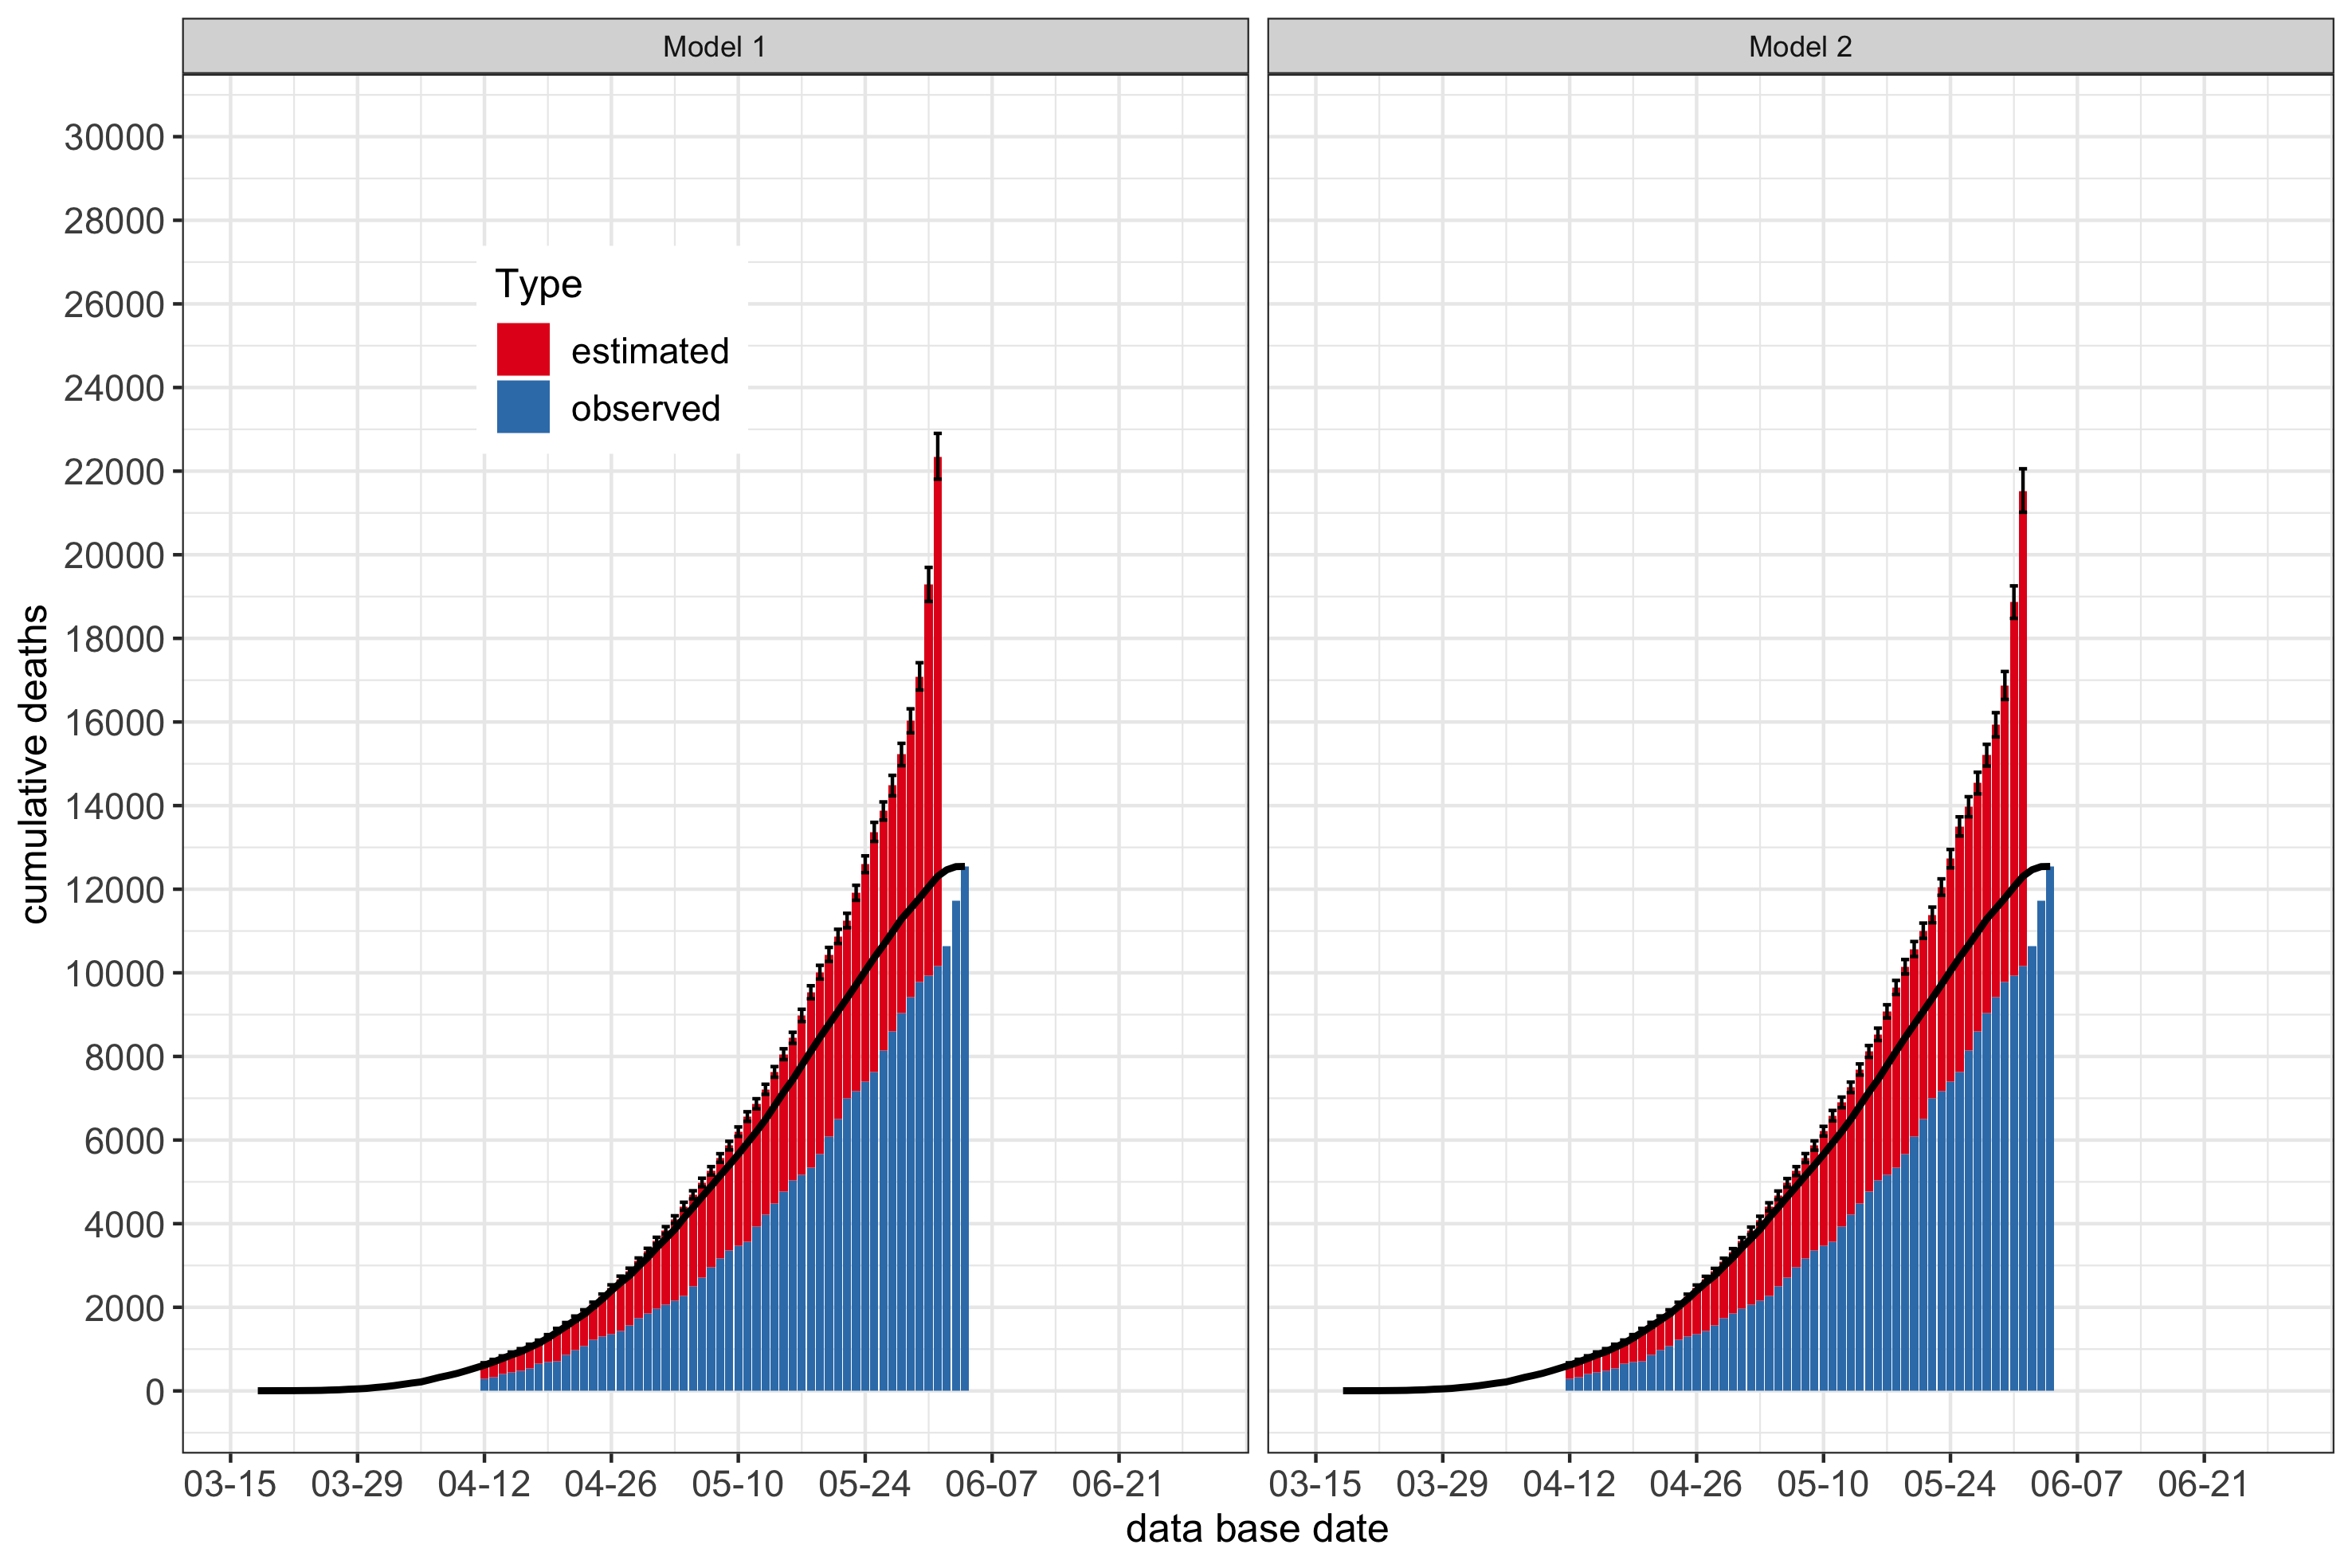 Model 1
Model 2
cumulative deaths
30000
28000
26000
24000
22000
20000
18000
16000
14000
12000
10000
8000
6000
4000
2000
0
Type
estimated
observed
03-15 03-29 04-12 04-26 05-10 05-24 06-07 06-21
03-15 03-29 04-12 04-26 05-10 05-24 06-07 06-21
data base date